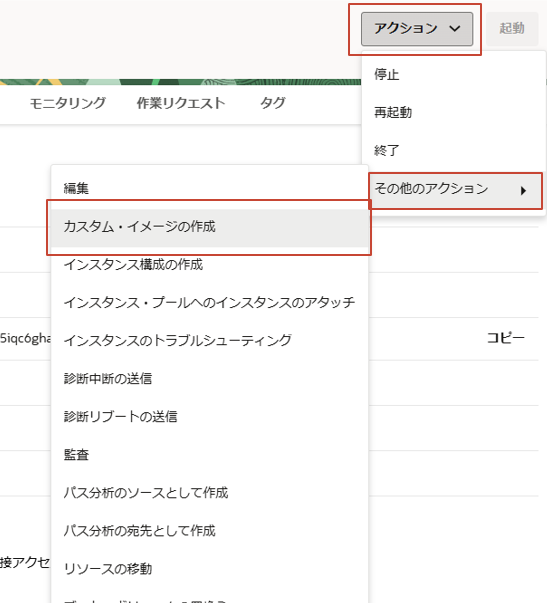 アクション
起動
停止
再起動
終了
その他のアクション
モニタリング
作業リクエスト
タグ
編集
カスタム・イメージの作成
インスタンス構成の作成
インスタンス・プールへのインスタンスのアタッチ
インスタンスのトラブルシューティング
診断中断の送信
診断リブートの送信
監査
パス分析のソースとして作成
パス分析の宛先として作成
リソースの移動
5iqc6gha
コピー
接アクセ